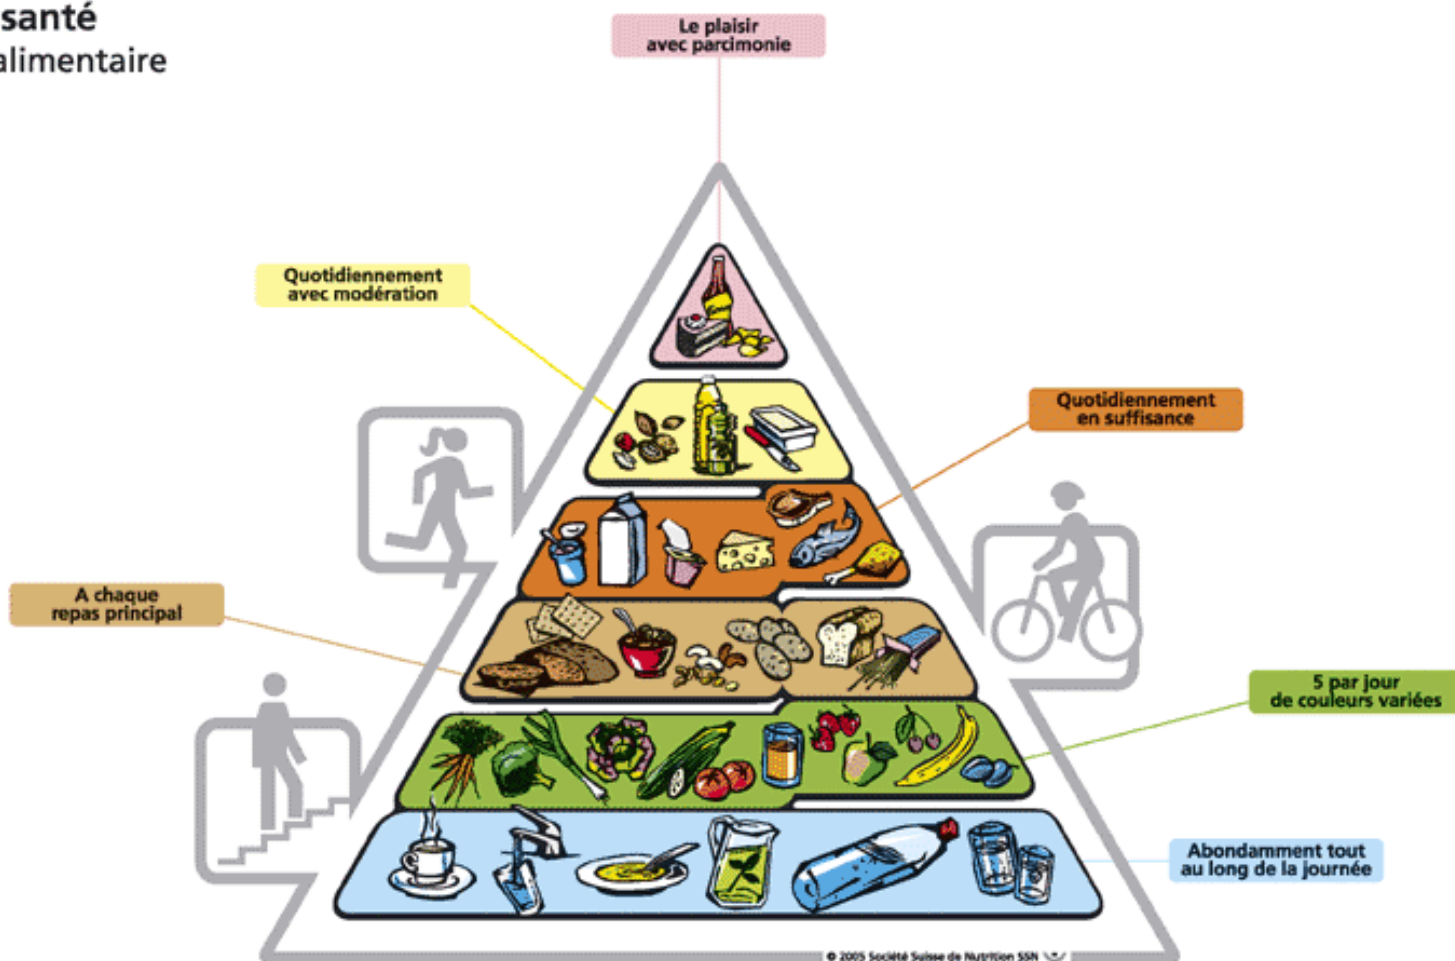 santé
alimentaire
Le plaisir
avec parcimonie
Quotidiennement
avec modération
Quotidiennement
en suffisance
A chaque
repas principal
5 par jour
de couleurs variées
Abondamment tout
au long de la journée
© 2005 Société Suisse de Nutrition SSN